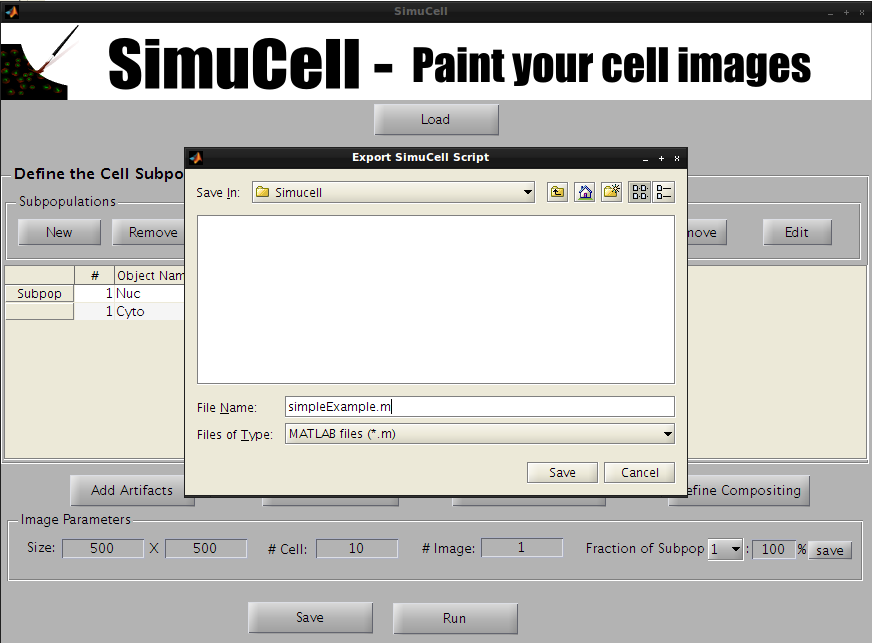 SimuCell
SimuCell - Paint your cell images
Load
Export SimuCell Script
Define the Cell Subpo
Save In: Simucell
Subpopulations
New Remove move Edit
# Object Nam
Subpop 1 Nuc
1 Cyto
File Name: simpleExample.m
Files of Type: MATLAB files (*.m)
Save Cancel
Add Artifacts efine Compositing
Image Parameters
Size: 500 X 500 # Cell: 10 # Image: 1 Fraction of Subpop 1 : 100 % save
Save Run